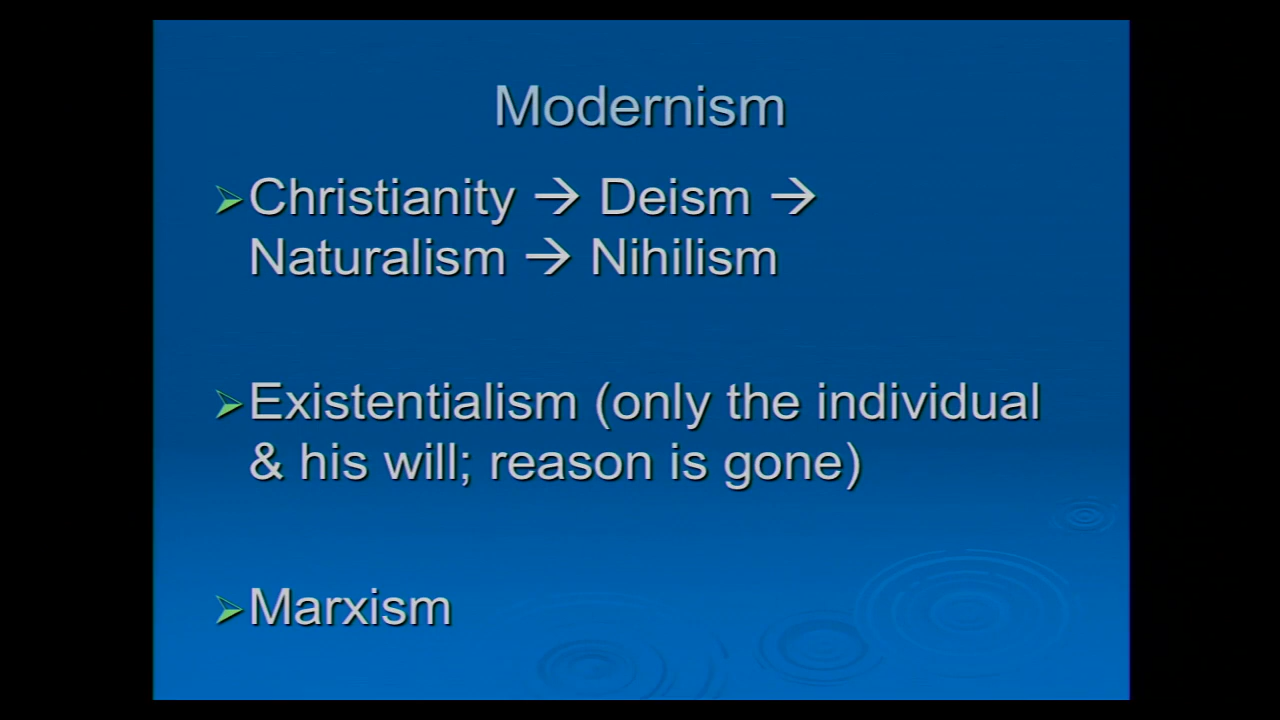 Modernism
➢Christianity → Deism →
Naturalism → Nihilism
➢Existentialism (only the individual
& his will; reason is gone)
➢Marxism